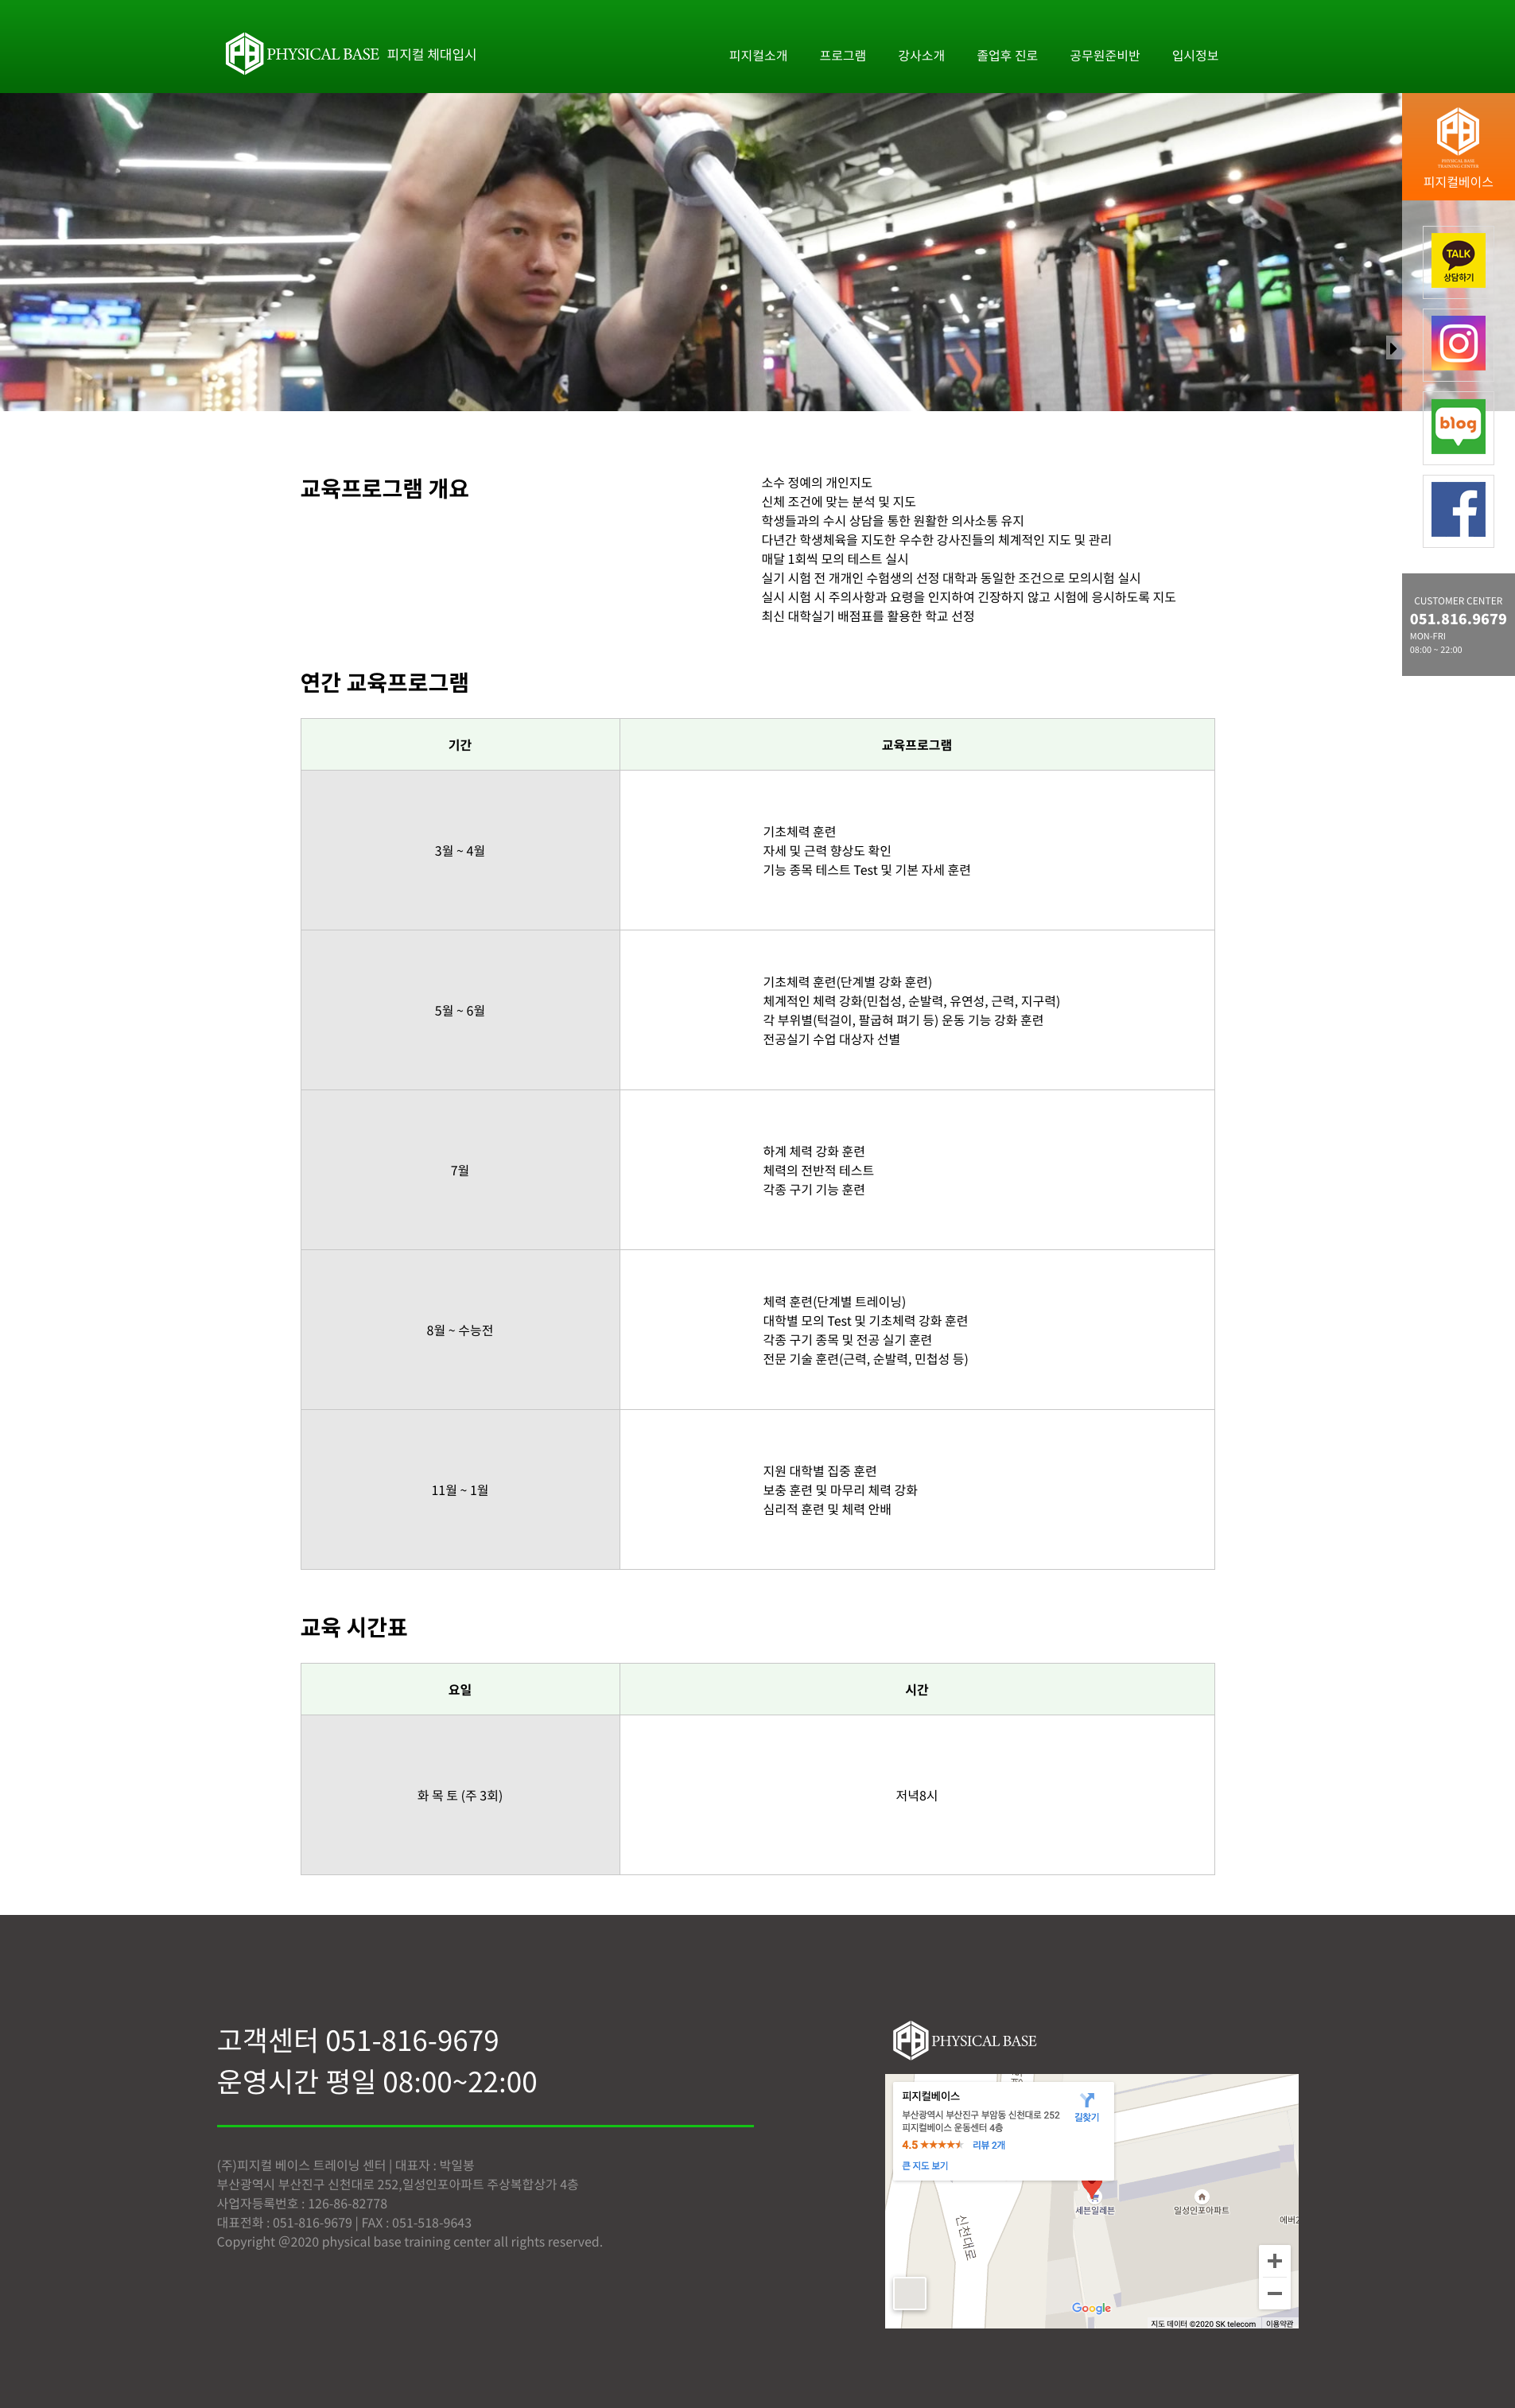 PHYSICAL BASE 피지컬 체대입시
피지컬소개 프로그램 강사소개 졸업후 진로 공무원준비반 입시정보
PHYSICAL BASE
TRAINING CENTER
피지컬베이스
TALK
상담하기
blog
CUSTOMER CENTER
051.816.9679
MON-FRI
08:00 ~ 22:00
교육프로그램 개요
소수 정예의 개인지도
신체 조건에 맞는 분석 및 지도
학생들과의 수시 상담을 통한 원활한 의사소통 유지
다년간 학생체육을 지도한 우수한 강사진들의 체계적인 지도 및 관리
매달 1회씩 모의 테스트 실시
실기 시험 전 개개인 수험생의 선정 대학과 동일한 조건으로 모의시험 실시
실시 시험 시 주의사항과 요령을 인지하여 긴장하지 않고 시험에 응시하도록 지도
최신 대학실기 배점표를 활용한 학교 선정
연간 교육프로그램
기간 교육프로그램
3월 ~ 4월
기초체력 훈련
자세 및 근력 향상도 확인
기능 종목 테스트 Test 및 기본 자세 훈련
5월 ~ 6월
기초체력 훈련(단계별 강화 훈련)
체계적인 체력 강화(민첩성, 순발력, 유연성, 근력, 지구력)
각 부위별(턱걸이, 팔굽혀 펴기 등) 운동 기능 강화 훈련
전공실기 수업 대상자 선별
7월
하계 체력 강화 훈련
체력의 전반적 테스트
각종 구기 기능 훈련
8월 ~ 수능전
체력 훈련(단계별 트레이닝)
대학별 모의 Test 및 기초체력 강화 훈련
각종 구기 종목 및 전공 실기 훈련
전문 기술 훈련(근력, 순발력, 민첩성 등)
11월 ~ 1월
지원 대학별 집중 훈련
보충 훈련 및 마무리 체력 강화
심리적 훈련 및 체력 안배
교육 시간표
요일 시간
화 목 토 (주 3회) 저녁8시
고객센터 051-816-9679
운영시간 평일 08:00~22:00
(주)피지컬 베이스 트레이닝 센터 | 대표자 : 박일봉
부산광역시 부산진구 신천대로 252,일성인포아파트 주상복합상가 4층
사업자등록번호 : 126-86-82778
대표전화 : 051-816-9679 | FAX : 051-518-9643
Copyright @2020 physical base training center all rights reserved.
PHYSICAL BASE
피지컬베이스
부산광역시 부산진구 부암동 신천대로 252
피지컬베이스 운동센터 4층
길찾기
4.5 리뷰 2개
큰 지도 보기
세븐일레븐
일성인포아파트
신천대로
Google
지도 데이터 ©2020 SK telecom 이용약관